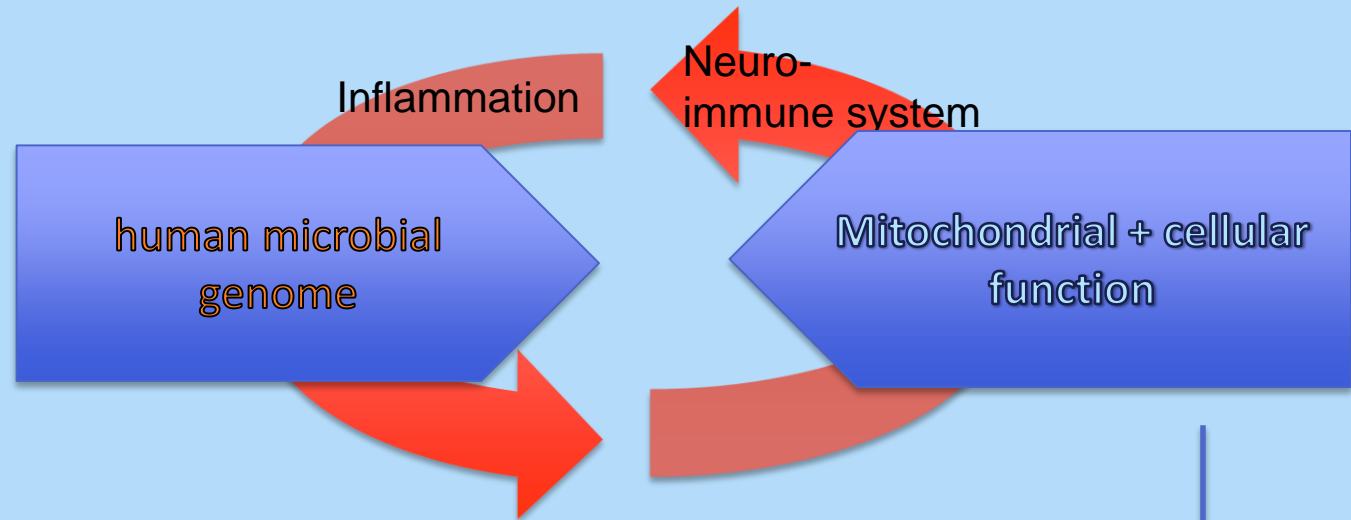 Inflammation
Neuro-
immune system
human microbial
genome
Mitochondrial + cellular
function